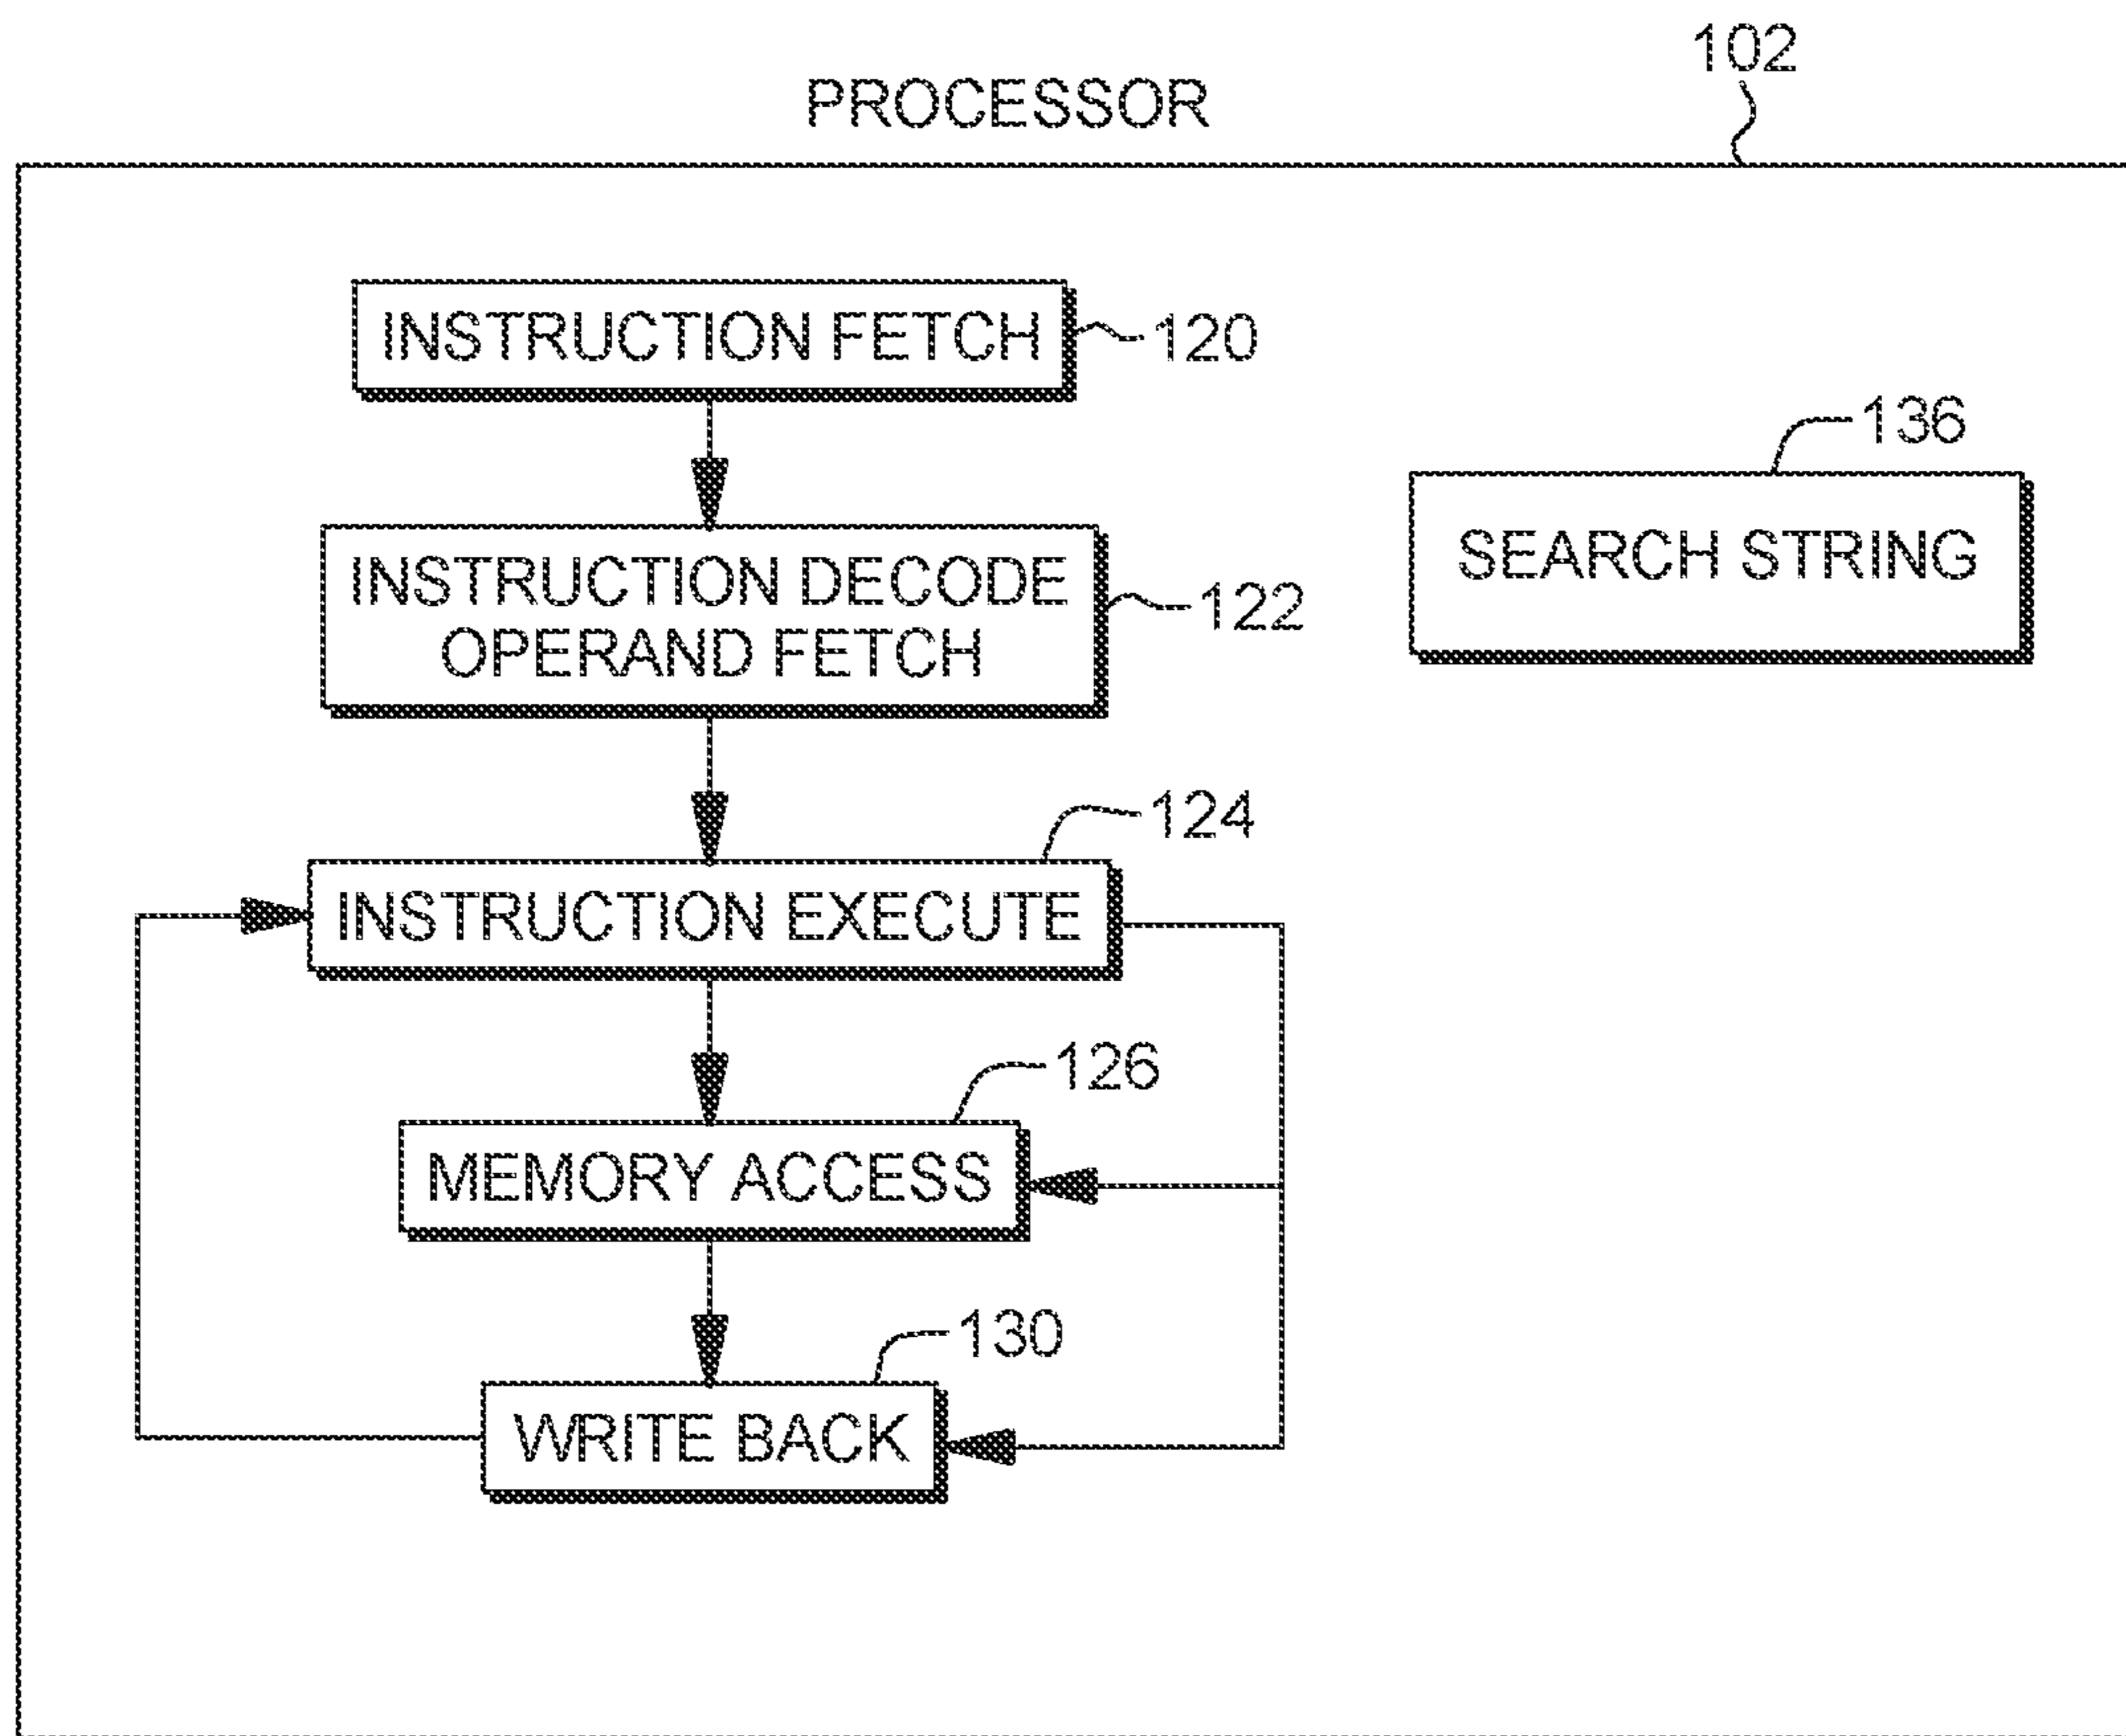 102
PROCESSOR
INSTRUCTION FETCH
120
136
SEARCH STRING
INSTRUCTION DECODE
OPERAND FETCH
122
124
INSTRUCTION EXECUTE
126
MEMORY ACCESS
130
WRITE BACK